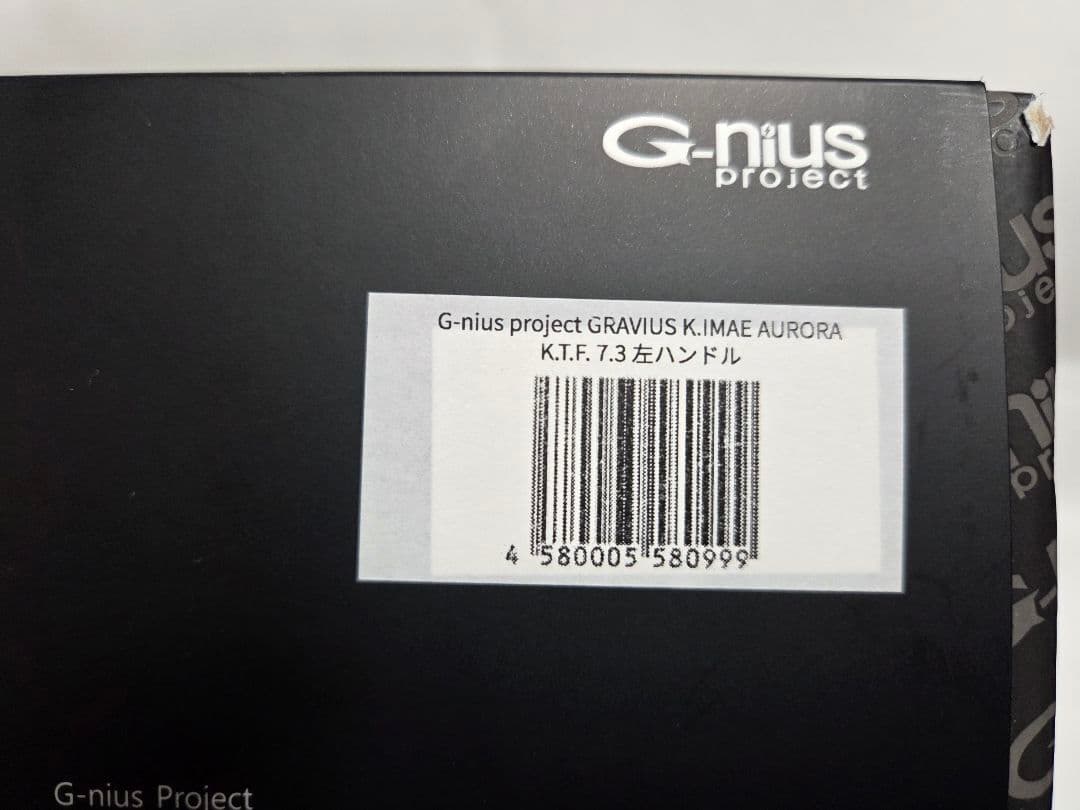 G-nius
project
G-nius project GRAVIUS K.IMAE AURORA
K.T.F. 7.3 左ハンドル
4 580005 580999
G-nius Project